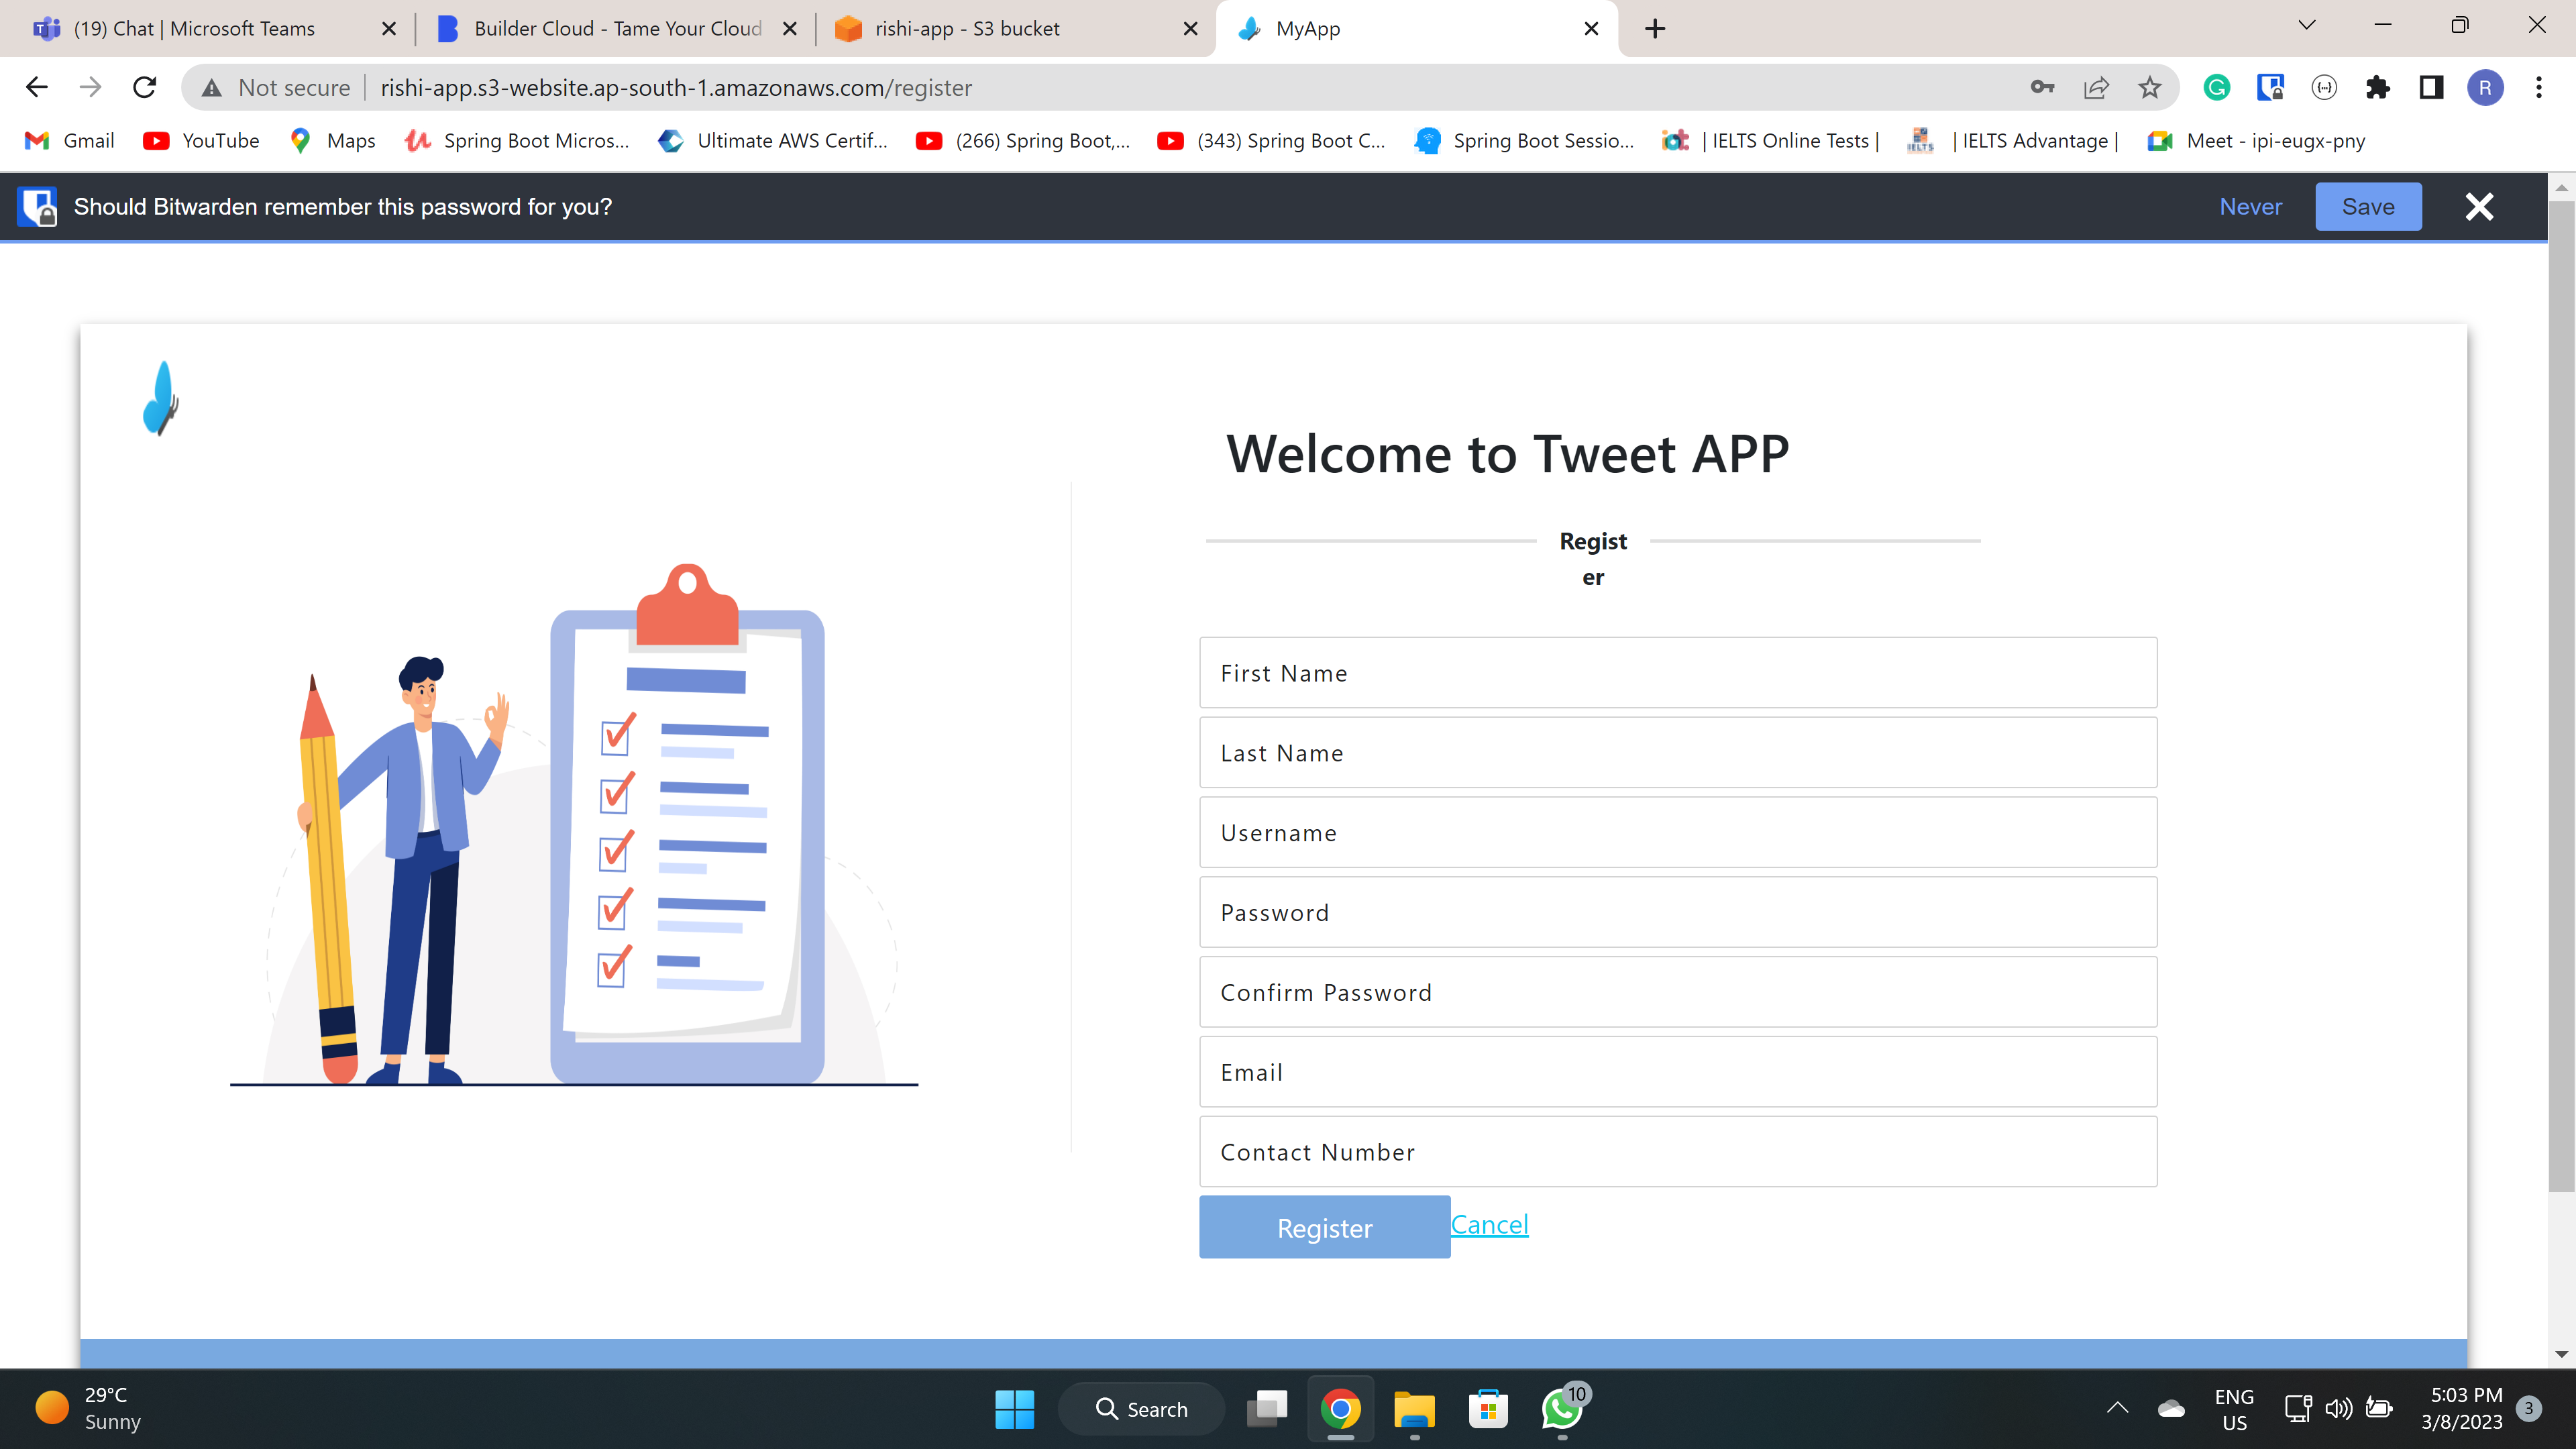 (19) Chat | Microsoft Teams
Builder Cloud - Tame Your Cloud
rishi-app - S3 bucket
MyApp
Not secure
rishi-app.s3-website.ap-south-1.amazonaws.com/register
R
Gmail
YouTube
Maps
Spring Boot Micros...
Ultimate AWS Certif...
(266) Spring Boot,...
(343) Spring Boot C...
Spring Boot Sessio...
| IELTS Online Tests |
| IELTS Advantage |
Meet - ipi-eugx-pny
Should Bitwarden remember this password for you?
Never
Save
Welcome to Tweet APP
Regist
er
First Name
Last Name
Username
Password
Confirm Password
Email
Contact Number
Register
Cancel
29°C
Sunny
Search
10
ENG
US
5:03 PM
3/8/2023
3